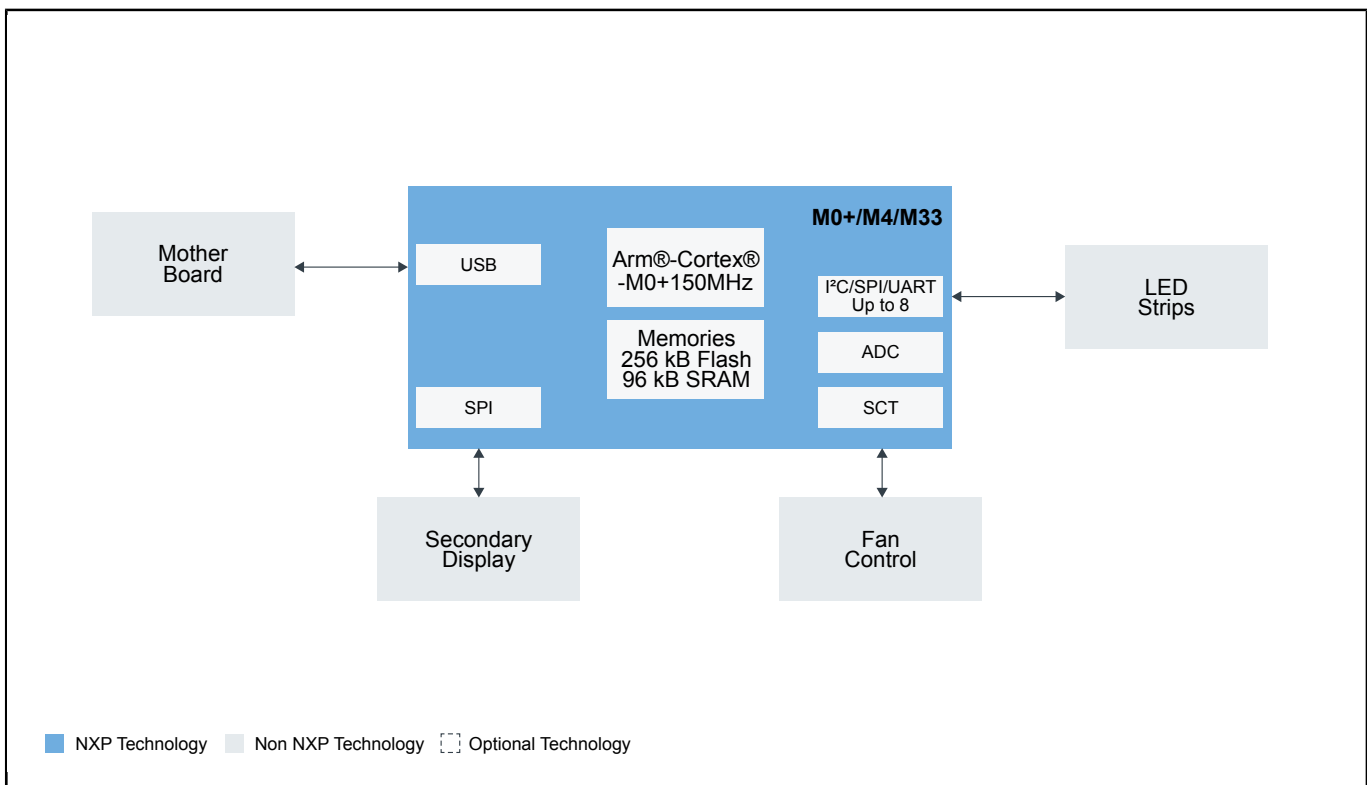 M0+/M4/M33
Mother
Board
USB
Arm®-Cortex®
-M0+150MHz
I²C/SPI/UART
Up to 8
LED
Strips
Memories
256 kB Flash
96 kB SRAM
ADC
SPI
SCT
Secondary
Display
Fan
Control
NXP Technology
Non NXP Technology
Optional Technology